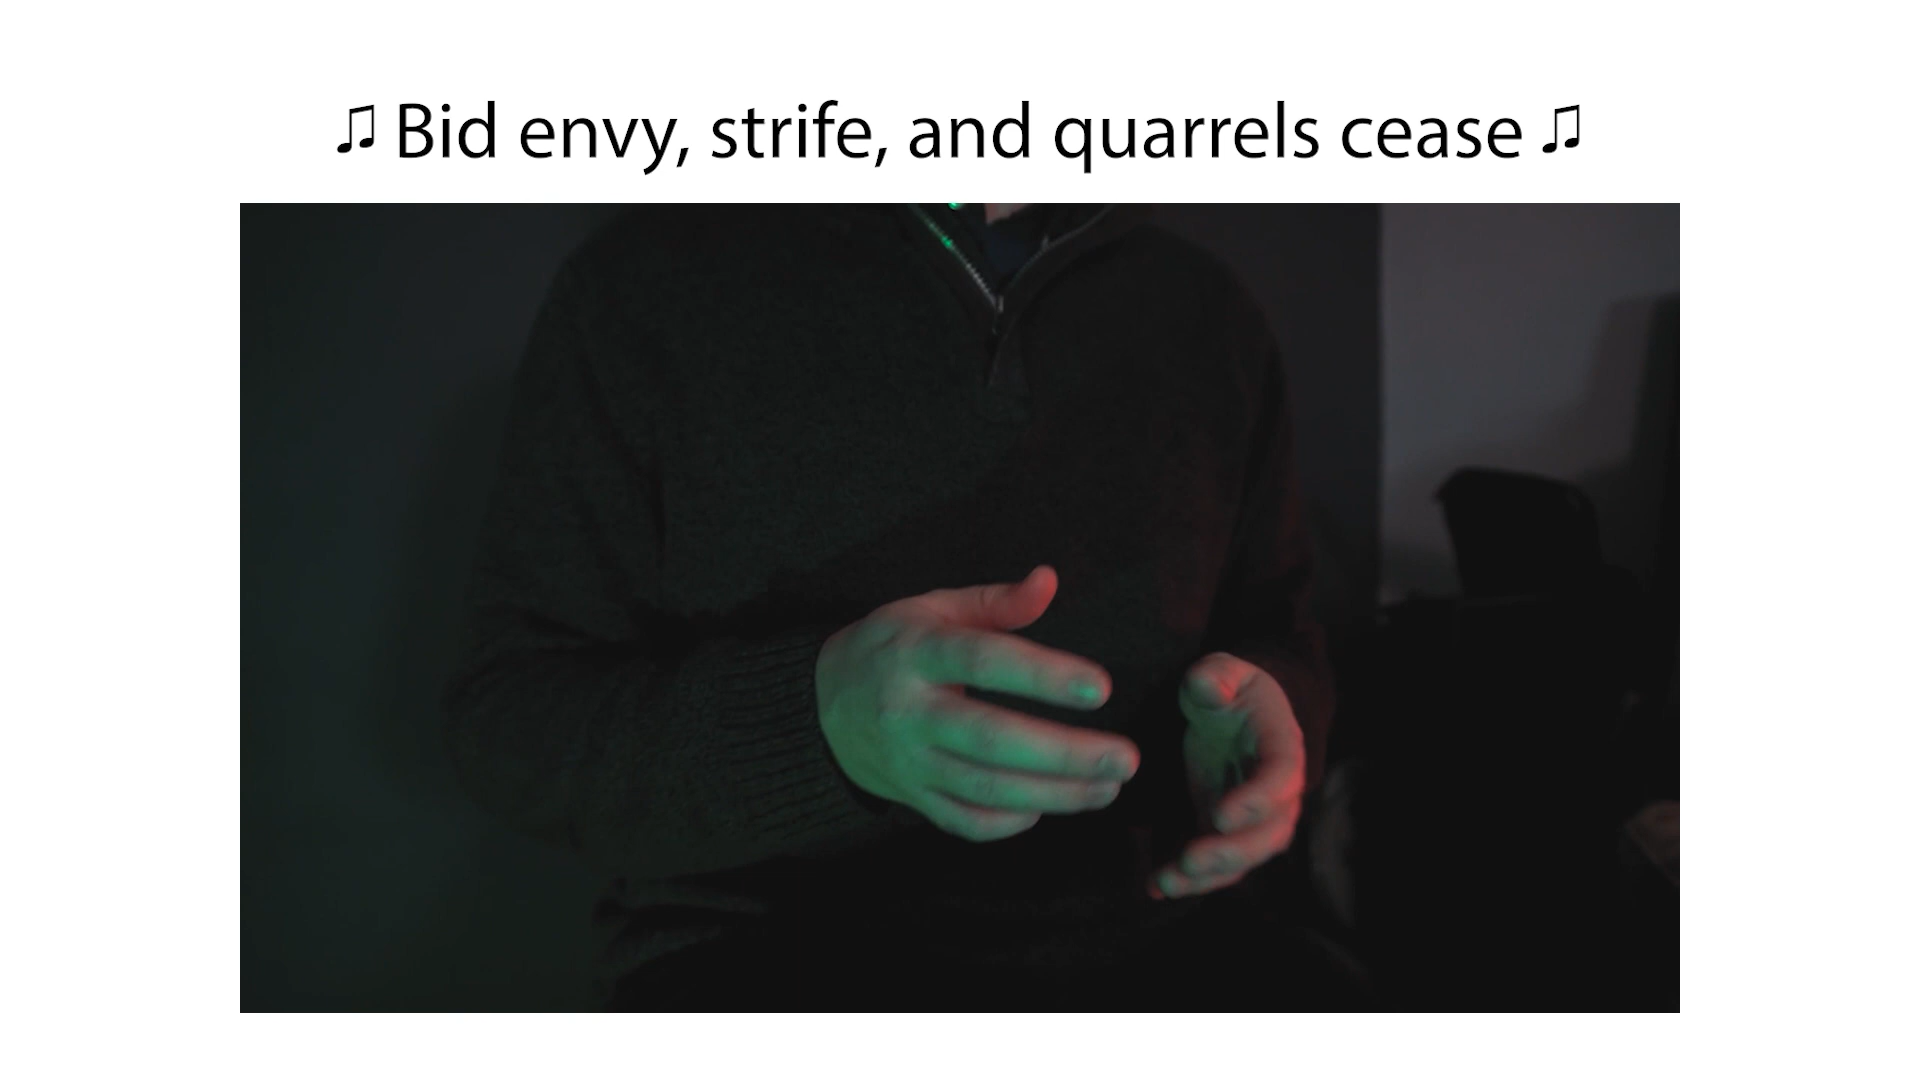 ♫ Bid envy, strife, and quarrels cease ♫